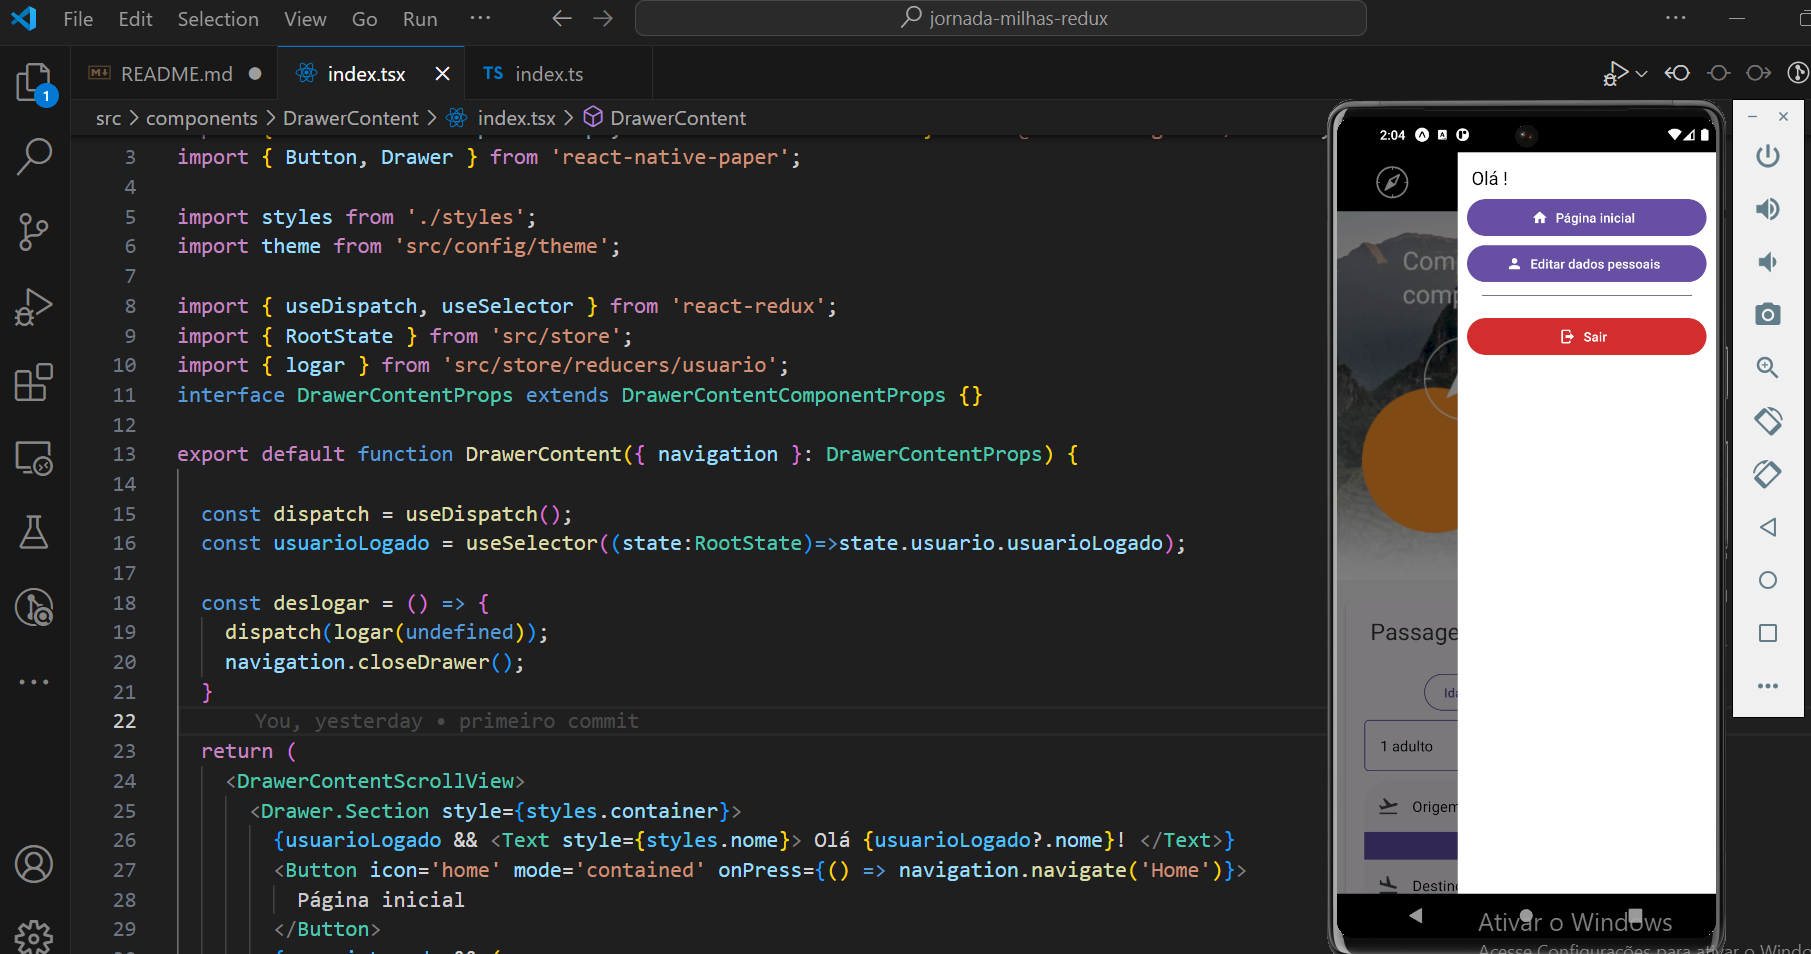 File Edit Selection View Go Run ··· jornada-milhas-redux
README.md index.tsx TS index.ts
src > components > DrawerContent > index.tsx > DrawerContent
1
3 import { Button, Drawer } from 'react-native-paper';
4
5 import styles from './styles';
6 import theme from 'src/config/theme';
7
8 import { useDispatch, useSelector } from 'react-redux';
9 import { RootState } from 'src/store';
10 import { logar } from 'src/store/reducers/usuario';
11 interface DrawerContentProps extends DrawerContentComponentProps {}
12
13 export default function DrawerContent({ navigation }: DrawerContentProps) {
14
15 const dispatch = useDispatch();
16 const usuarioLogado = useSelector((state:RootState)=>state.usuario.usuarioLogado);
17
18 const deslogar = () => {
19 dispatch(logar(undefined));
20 navigation.closeDrawer();
21 }
22 You, yesterday • primeiro commit
23 return (
24 <DrawerContentScrollView>
25 <Drawer.Section style={styles.container}>
26 {usuarioLogado && <Text style={styles.nome}> Olá {usuarioLogado?.nome}! </Text>}
27 <Button icon='home' mode='contained' onPress={() => navigation.navigate('Home')}>
28 Página inicial
29 </Button>
2:04
Olá !
Página inicial
Editar dados pessoais
Sair
Com
comp
Passage
Ida
1 adulto
Origem
Destino
Ativar o Windows
Acesse Configurações para ativar o Windo